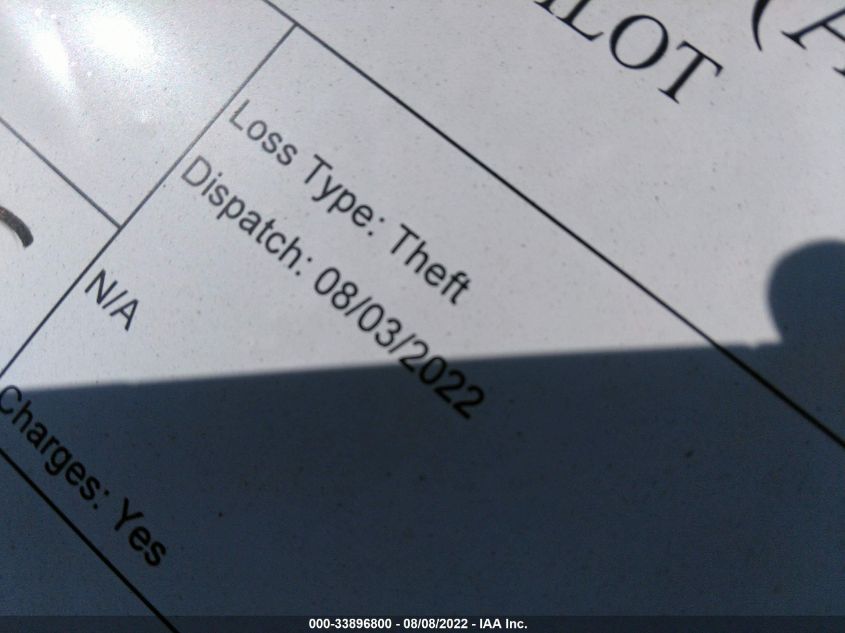 LOT
Loss Type: Theft
Dispatch: 08/03/2022
N/A
Charges: Yes
000-33896800 - 08/08/2022 - IAA Inc.